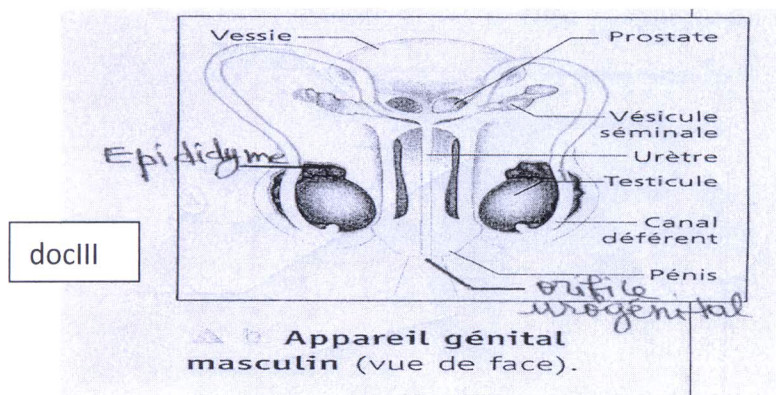 Vessie
Prostate
Vésicule
séminale
Epididyme
Urètre
Testicule
docIII
Canal
déférent
Pénis
orifice
urogénital
b Appareil génital
masculin (vue de face).